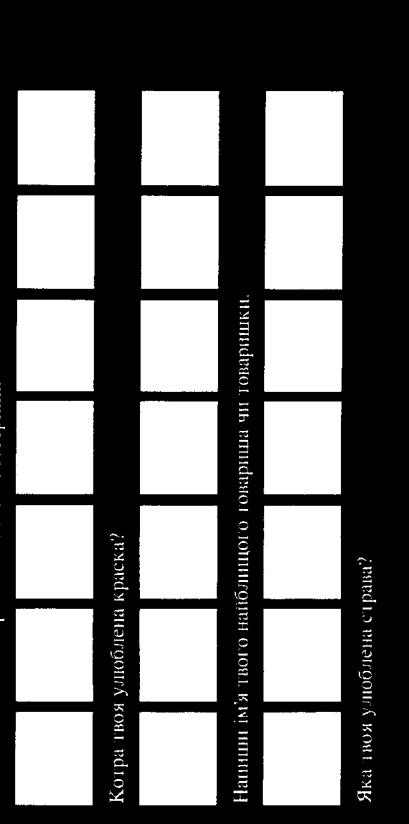 Котра твоя улюблена краска?
Напиши ім'я твого найблищого товариша чи товаришки.
Яка твоя улюблена страва?